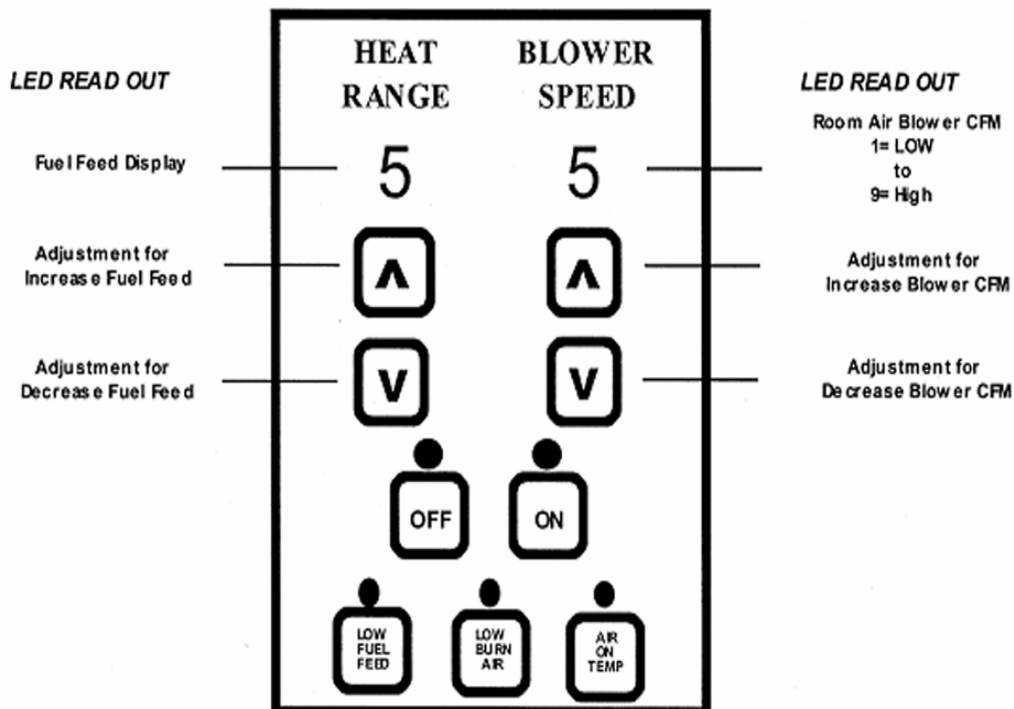 HEAT
RANGE
BLOWER
SPEED
LED READ OUT
LED READ OUT
Fuel Feed Display
5
5
Room Air Blower CFM
1= LOW
to
9= High
Adjustment for
Increase Fuel Feed
^
^
Adjustment for
Increase Blower CFM
Adjustment for
Decrease Fuel Feed
v
v
Adjustment for
Decrease Blower CFM
OFF
ON
LOW
FUEL
FEED
LOW
BURN
AIR
AIR
ON
TEMP